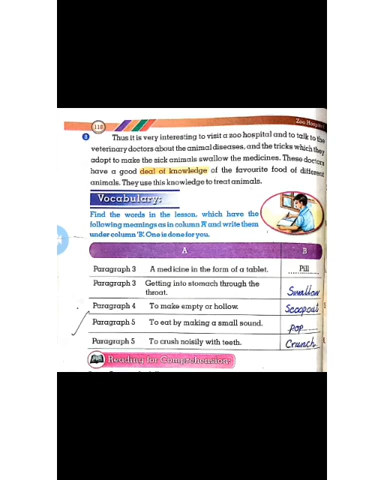 118
Zoo Hospital
8 Thus it is very interesting to visit a zoo hospital and to talk to the
veterinary doctors about the animal diseases, and the tricks which they
adopt to make the sick animals swallow the medicines. These doctors
have a good deal of knowledge of the favourite food of different
animals. They use this knowledge to treat animals.
Vocabulary:
Find the words in the lesson, which have the
following meanings as in column 'A' and write them
under column 'B'. One is done for you.
A B
Paragraph 3 A medicine in the form of a tablet. Pill
Paragraph 3 Getting into stomach through the
throat. Swallow
Paragraph 4 To make empty or hollow. Scoopout
Paragraph 5 To eat by making a small sound. pop
Paragraph 5 To crush noisily with teeth. Crunch
Reading for Comprehension: